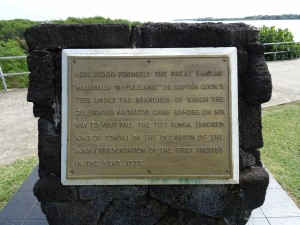 HERE STOOD FORMERLY THE GREAT BANYAN
'MALUMALU-'O-FULILANGI' OR CAPTAIN COOK'S
TREE UNDER THE BRANCHES OF WHICH THE
CELEBRATED NAVIGATOR CAME ASHORE ON HIS
WAY TO VISIT PAU, THE TU'I TONGA, (SACRED
KING OF TONGA) ON THE OCCASION OF THE
'INASI (PRESENTATION OF THE FIRST FRUITS)
IN THE YEAR 1777.